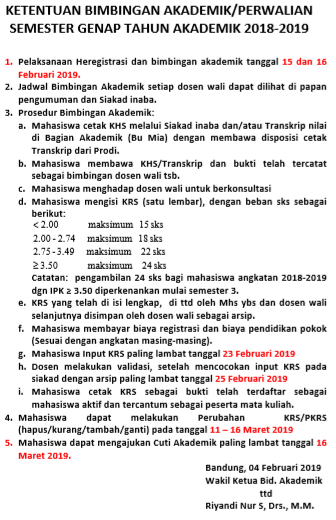 KETENTUAN BIMBINGAN AKADEMIK/PERWALIAN
SEMESTER GENAP TAHUN AKADEMIK 2018-2019
1. Pelaksanaan Heregistrasi dan bimbingan akademik tanggal 15 dan 16
Februari 2019.
2. Jadwal Bimbingan Akademik setiap dosen wali dapat dilihat di papan
pengumuman dan Siakad inaba.
3. Prosedur Bimbingan Akademik:
a. Mahasiswa cetak KHS melalui Siakad inaba dan/atau Transkrip nilai
di Bagian Akademik (Bu Mia) dengan membawa disposisi cetak
Transkrip dari Prodi.
b. Mahasiswa membawa KHS/Transkrip dan bukti telah tercatat
sebagai bimbingan dosen wali tsb.
c. Mahasiswa menghadap dosen wali untuk berkonsultasi
d. Mahasiswa mengisi KRS (satu lembar), dengan beban sks sebagai
berikut:
< 2.00 maksimum 15 sks
2.00 - 2.74 maksimum 18 sks
2.75 - 3.49 maksimum 22 sks
≥ 3.50 maksimum 24 sks
Catatan: pengambilan 24 sks bagi mahasiswa angkatan 2018-2019
dgn IPK ≥ 3.50 diperkenankan mulai semester 3.
e. KRS yang telah di isi lengkap, di ttd oleh Mhs ybs dan dosen wali
selanjutnya disimpan oleh dosen wali sebagai arsip.
f. Mahasiswa membayar biaya registrasi dan biaya pendidikan pokok
(Sesuai dengan angkatan masing-masing).
g. Mahasiswa Input KRS paling lambat tanggal 23 Februari 2019
h. Dosen melakukan validasi, setelah mencocokan input KRS pada
siakad dengan arsip paling lambat tanggal 25 Februari 2019
i. Mahasiswa cetak KRS sebagai bukti telah terdaftar sebagai
mahasiswa aktif dan tercantum sebagai peserta mata kuliah.
4. Mahasiswa dapat melakukan Perubahan KRS/PKRS
(hapus/kurang/tambah/ganti) pada tanggal 11 – 16 Maret 2019
5. Mahasiswa dapat mengajukan Cuti Akademik paling lambat tanggal 16
Maret 2019.
Bandung, 04 Februari 2019
Wakil Ketua Bid. Akademik
ttd
Riyandi Nur S, Drs., M.M.